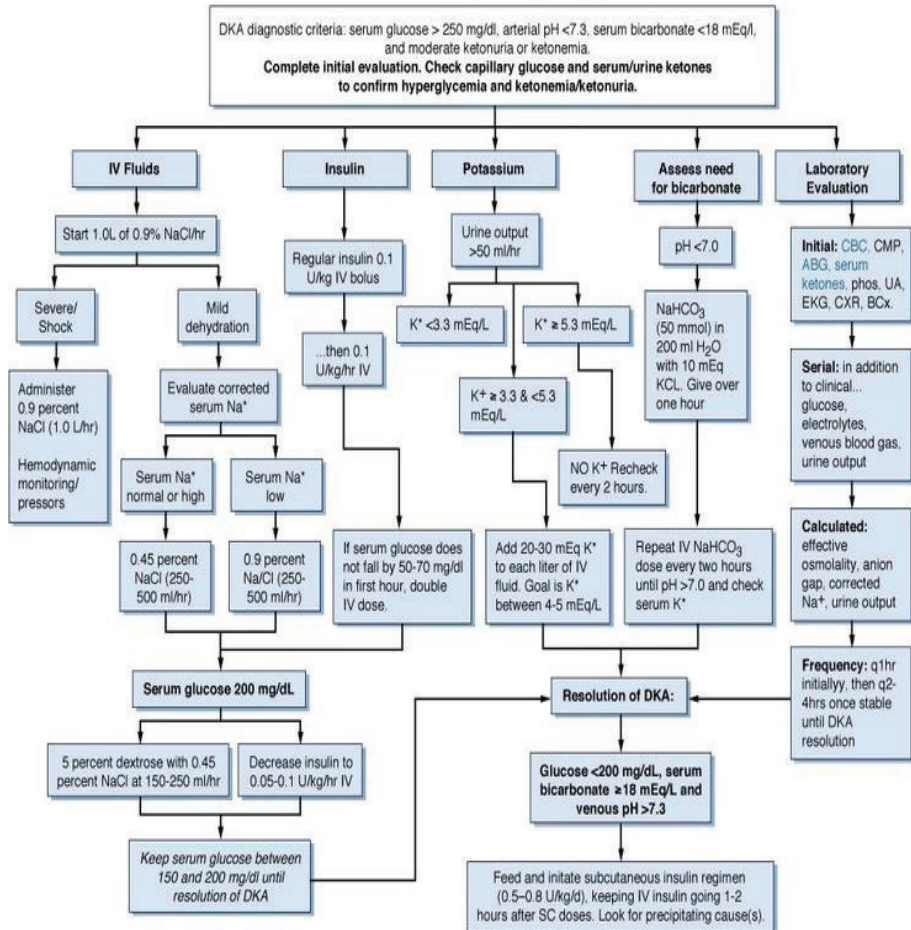 DKA diagnostic criteria: serum glucose > 250 mg/dl, arterial pH <7.3, serum bicarbonate <18 mEq/l,
and moderate ketonuria or ketonemia.
Complete initial evaluation. Check capillary glucose and serum/urine ketones
to confirm hyperglycemia and ketonemia/ketonuria.
IV Fluids
Start 1.0L of 0.9% NaCl/hr
Severe/
Shock
Administer
0.9 percent
NaCl (1.0 L/hr)
Hemodynamic
monitoring/
pressors
Mild
dehydration
Evaluate corrected
serum Na*
Serum Na*
normal or high
Serum Na*
low
0.45 percent
NaCl (250-
500 ml/hr)
0.9 percent
Na/Cl (250-
500 ml/hr)
Insulin
Regular insulin 0.1
U/kg IV bolus
...then 0.1
U/kg/hr IV
If serum glucose does
not fall by 50-70 mg/dl
in first hour, double
IV dose.
Serum glucose 200 mg/dL
5 percent dextrose with 0.45
percent NaCl at 150-250 ml/hr
Decrease insulin to
0.05-0.1 U/kg/hr IV
Keep serum glucose between
150 and 200 mg/dl until
resolution of DKA
Potassium
Urine output
>50 ml/hr
K* <3.3 mEq/L
K+ ≥3.3 & <5.3
mEq/L
K* ≥ 5.3 mEq/L
NO K+ Recheck
every 2 hours.
Add 20-30 mEq K*
to each liter of IV
fluid. Goal is K*
between 4-5 mEq/L
Assess need
for bicarbonate
pH <7.0
NaHCO3
(50 mmol) in
200 ml H2O
with 10 mEq
KCL. Give over
one hour
Repeat IV NaHCO3
dose every two hours
until pH >7.0 and check
serum K*
Laboratory
Evaluation
Initial: CBC, CMP,
ABG, serum
ketones, phos, UA,
EKG, CXR, BCx.
Serial: in addition
to clinical...
glucose,
electrolytes,
venous blood gas,
urine output
Calculated:
effective
osmolality, anion
gap, corrected
Na+, urine output
Frequency: q1hr
initiallyy, then q2-
4hrs once stable
until DKA
resolution
Resolution of DKA:
Glucose <200 mg/dL, serum
bicarbonate ≥18 mEq/L and
venous pH >7.3
Feed and initate subcutaneous insulin regimen
(0.5–0.8 U/kg/d), keeping IV insulin going 1-2
hours after SC doses. Look for precipitating cause(s).